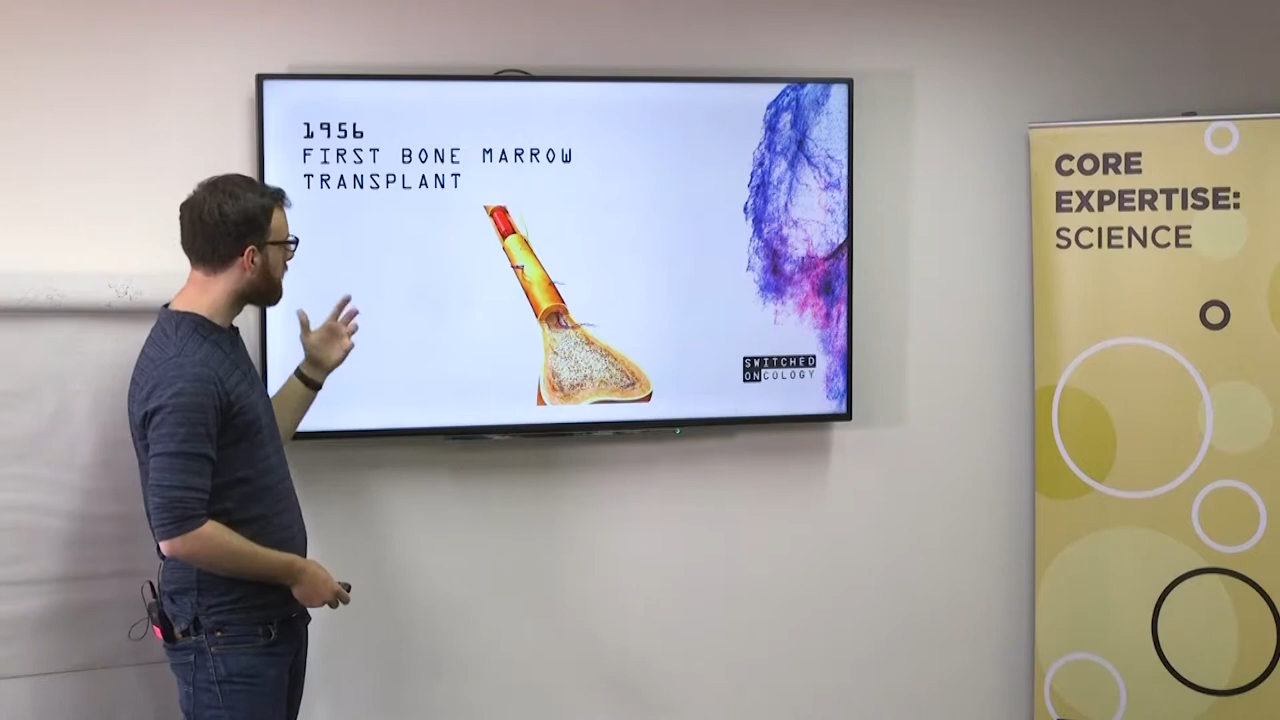 1956
FIRST BONE MARROW
TRANSPLANT
SWITCHED
ONCOLOGY
CORE
EXPERTISE:
SCIENCE